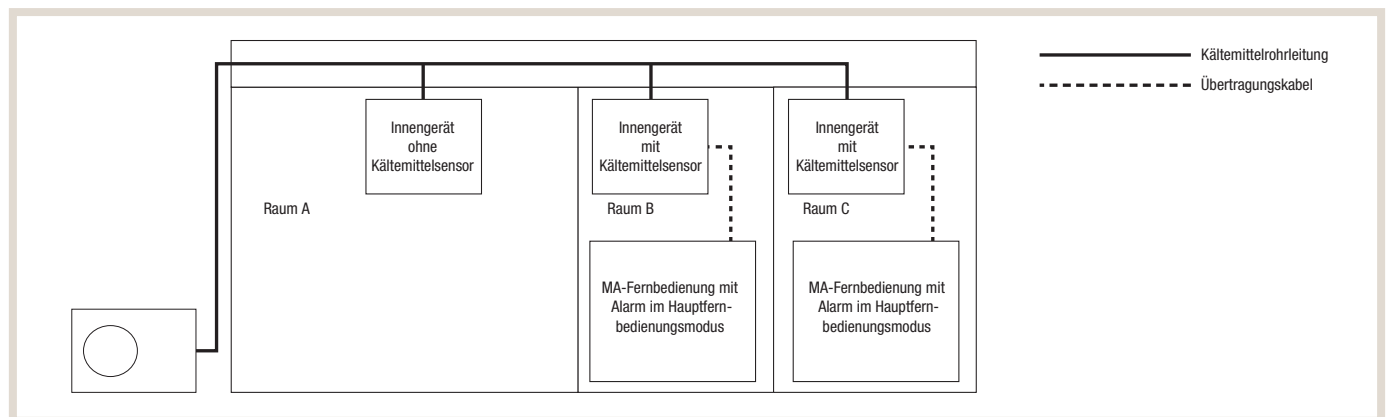 Kältemittelrohrleitung
Übertragungskabel
Innengerät
ohne
Kältemittelsensor
Innengerät
mit
Kältemittelsensor
Innengerät
mit
Kältemittelsensor
Raum A
Raum B
Raum C
MA-Fernbedienung mit
Alarm im Hauptfern-
bedienungsmodus
MA-Fernbedienung mit
Alarm im Hauptfern-
bedienungsmodus